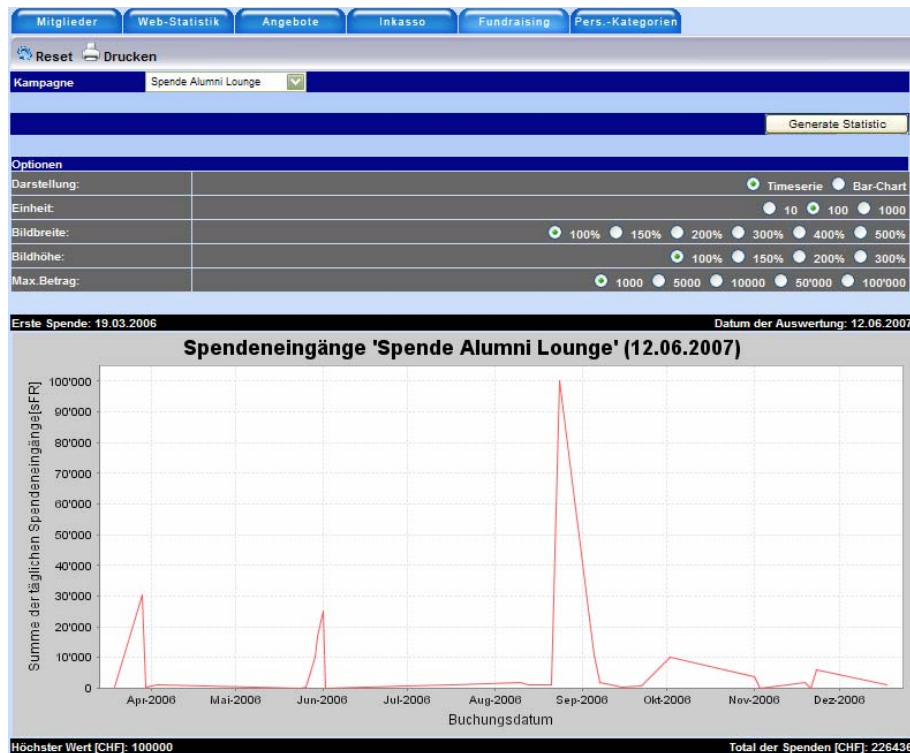 Mitglieder Web-Statistik Angebote Inkasso Fundraising Pers.-Kategorien
Reset Drucken
Kampagne Spende Alumni Lounge
Generate Statistic
Optionen
Darstellung: Timeserie Bar-Chart
Einheit: 10 100 1000
Bildbreite: 100% 150% 200% 300% 400% 500%
Bildhöhe: 100% 150% 200% 300%
Max.Betrag: 1000 5000 10000 50'000 100'000
Erste Spende: 19.03.2006 Datum der Auswertung: 12.06.2007
Spendeneingänge 'Spende Alumni Lounge' (12.06.2007)
Summe der täglichen Spendeneingänge[sFR]
100'000
90'000
80'000
70'000
60'000
50'000
40'000
30'000
20'000
10'000
0
Apr-2006 Mai-2006 Jun-2006 Jul-2006 Aug-2006 Sep-2006 Okt-2006 Nov-2006 Dez-2006
Buchungsdatum
Höchster Wert [CHF]: 100000 Total der Spenden [CHF]: 226436